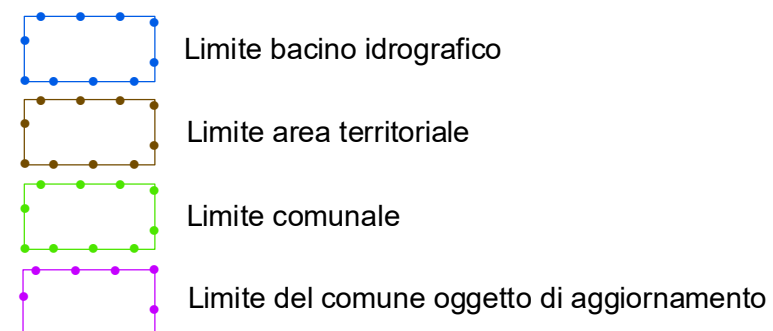 Limite bacino idrografico
Limite area territoriale
Limite comunale
Limite del comune oggetto di aggiornamento